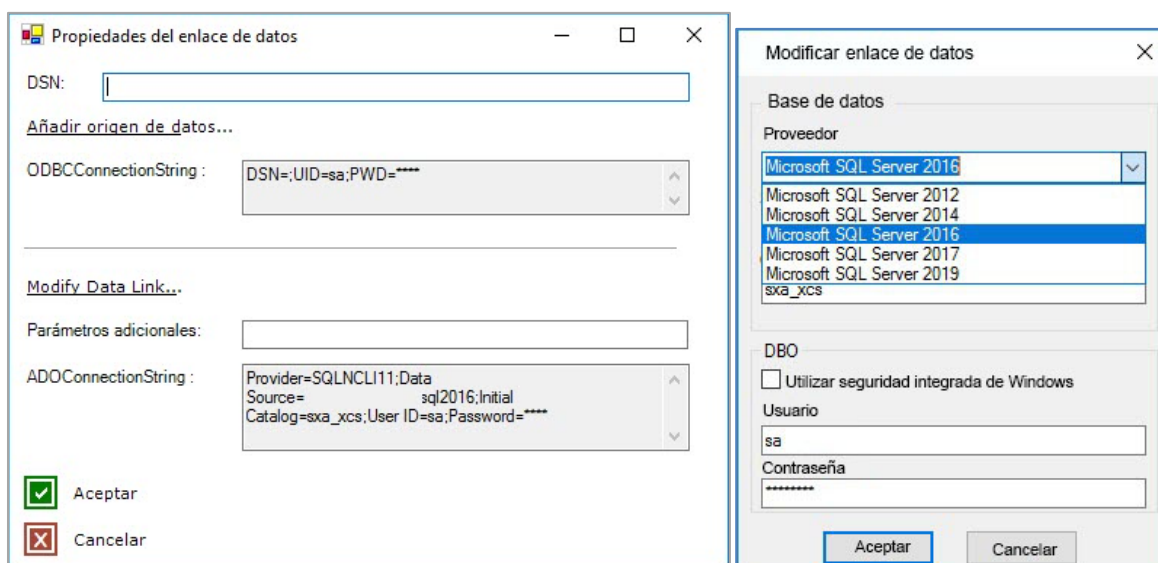 Propiedades del enlace de datos
DSN:
Añadir origen de datos...
ODBCConnectionString :
DSN=;UID=sa;PWD=****
Modify Data Link...
Parámetros adicionales:
ADOConnectionString :
Provider=SQLNCLI11;Data
Source= sql2016;Initial
Catalog=sxa_xcs;User ID=sa;Password=****
Aceptar
Cancelar
Modificar enlace de datos
Base de datos
Proveedor
Microsoft SQL Server 2016
Microsoft SQL Server 2012
Microsoft SQL Server 2014
Microsoft SQL Server 2016
Microsoft SQL Server 2017
Microsoft SQL Server 2019
sxa_xcs
DBO
Utilizar seguridad integrada de Windows
Usuario
sa
Contraseña
********
Aceptar
Cancelar